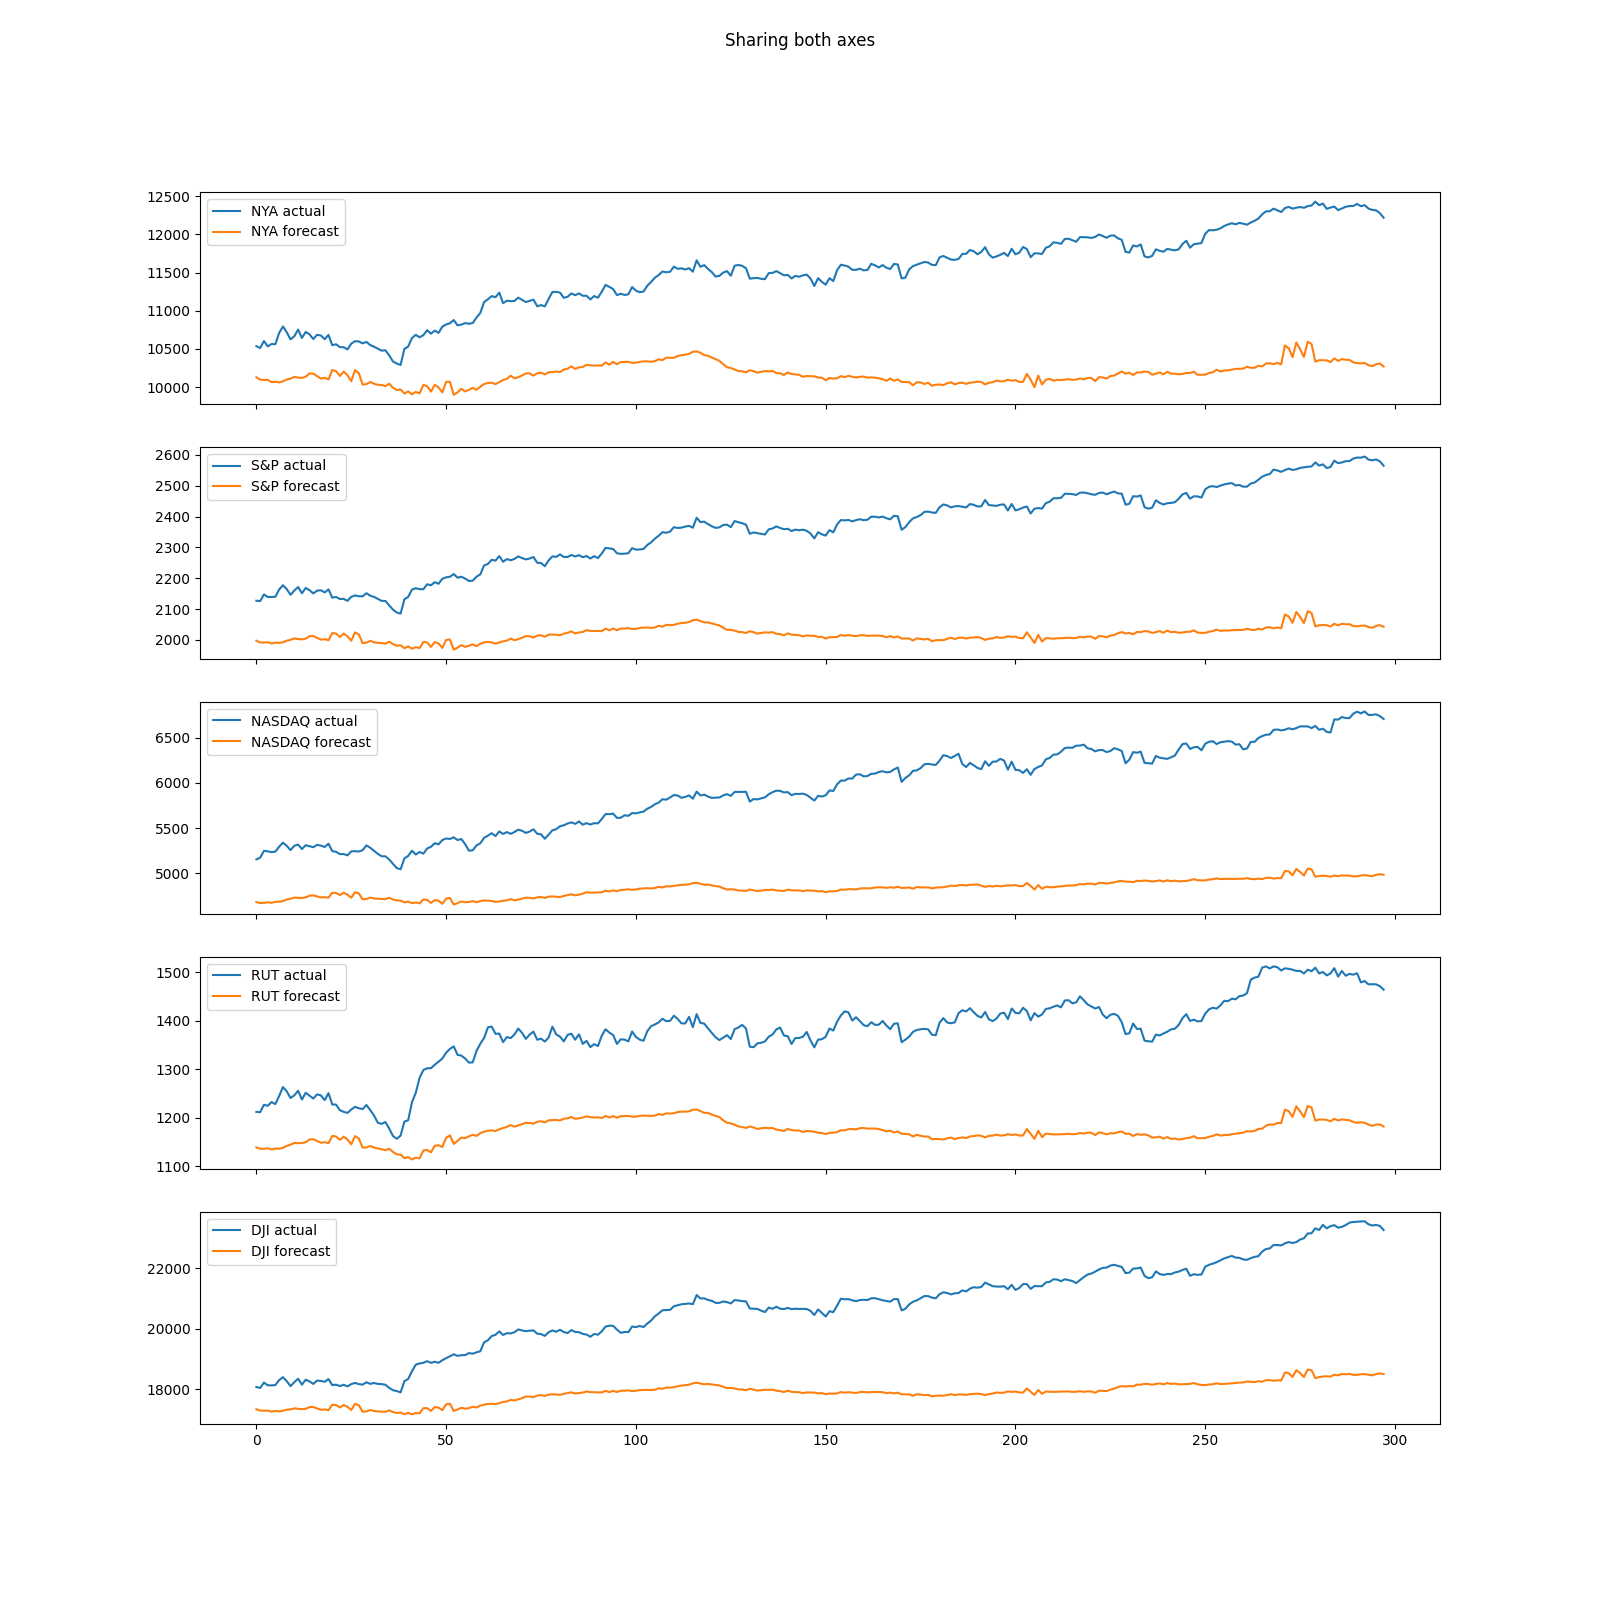 Sharing both axes
12500
12000
11500
11000
10500
10000
NYA actual
NYA forecast
2600
2500
2400
2300
2200
2100
2000
S&P actual
S&P forecast
6500
6000
5500
5000
NASDAQ actual
NASDAQ forecast
1500
1400
1300
1200
1100
RUT actual
RUT forecast
22000
20000
18000
DJI actual
DJI forecast
0 50 100 150 200 250 300